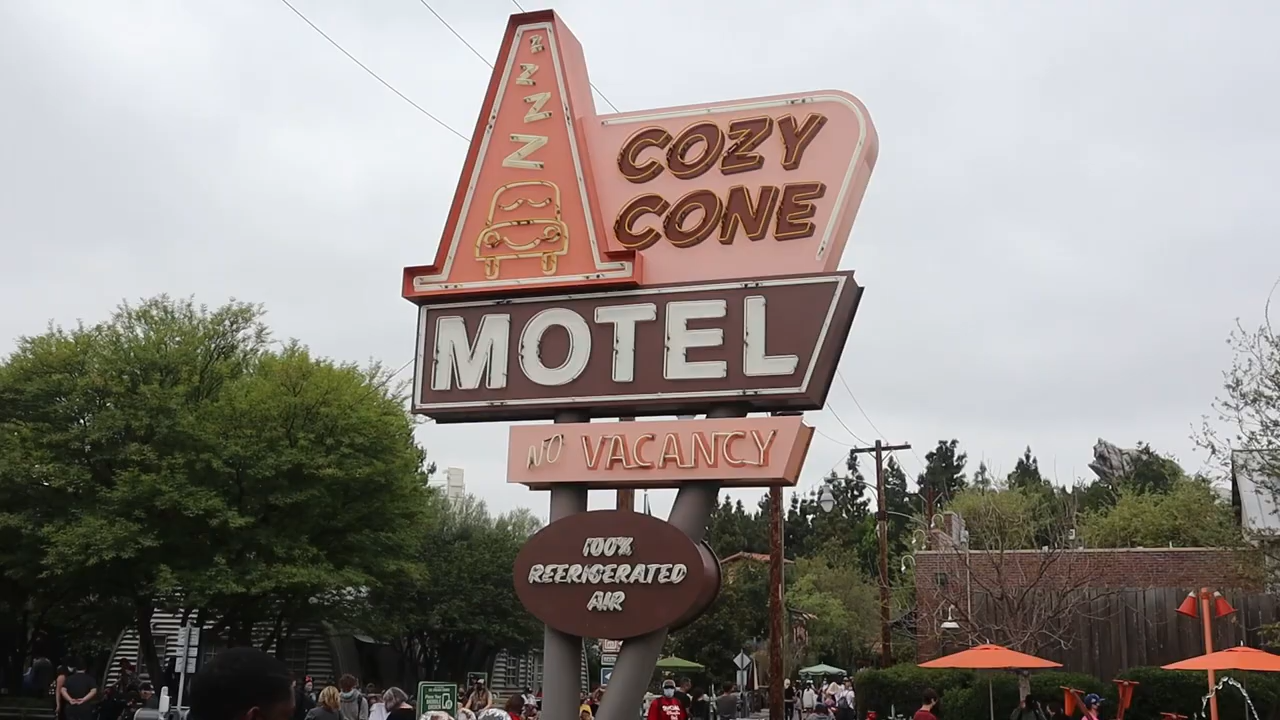 Z
Z
Z
Z
COZY
CONE
MOTEL
NO VACANCY
100%
REFRIGERATED
AIR